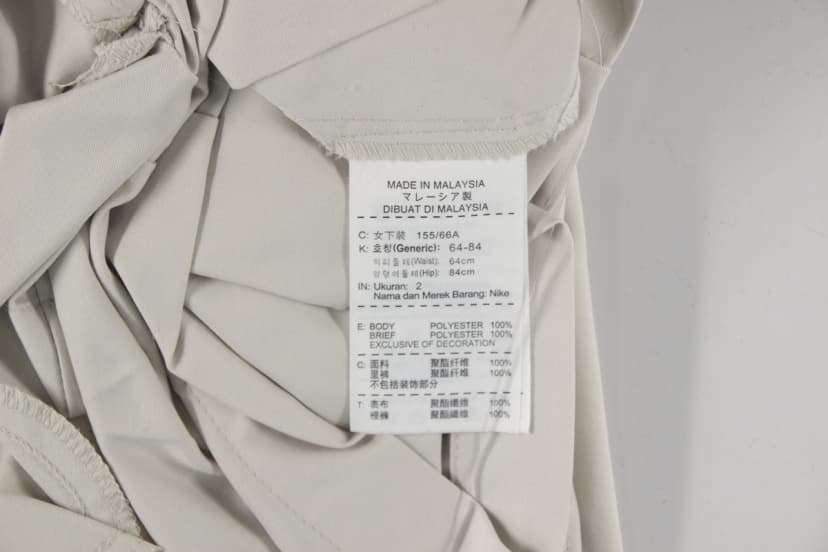 MADE IN MALAYSIA
マレーシア製
DIBUAT DI MALAYSIA
C: 女下装 155/66A
K: 호칭(Generic): 64-84
허리둘레(Waist): 64cm
엉덩이둘레(Hip): 84cm
IN: Ukuran: 2
Nama dan Merek Barang: Nike
E: BODY POLYESTER 100%
BRIEF POLYESTER 100%
EXCLUSIVE OF DECORATION
C: 面料 聚酯纤维 100%
里裤 聚酯纤维 100%
不包括装饰部分
T: 表布 聚酯纖維 100%
裡褲 聚酯纖維 100%